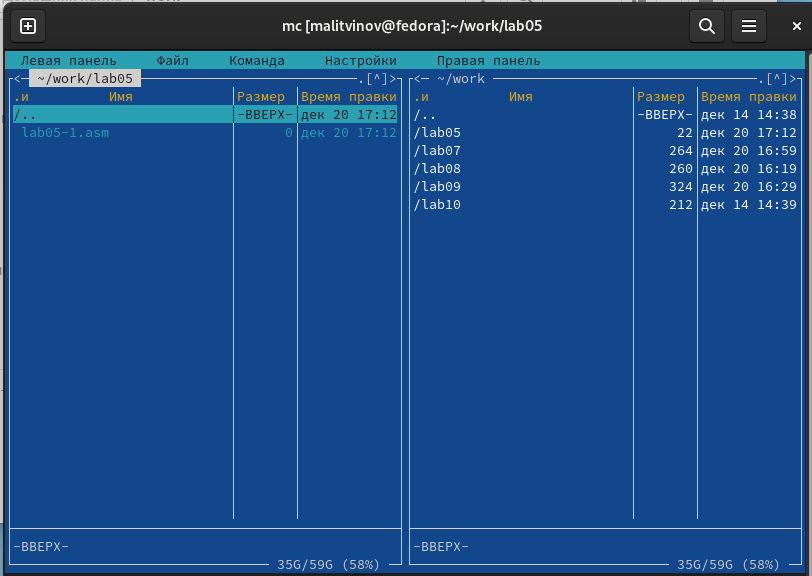 mc [malitvinov@fedora]:~/work/lab05
Левая панель Файл Команда Настройки Правая панель
<— ~/work/lab05 .[^]> <— ~/work .[^]>
.и Имя Размер Время правки .и Имя Размер Время правки
/.. -ВВЕРХ- дек 20 17:12 /.. -ВВЕРХ- дек 14 14:38
lab05-1.asm 0 дек 20 17:12 /lab05 22 дек 20 17:12
/lab07 264 дек 20 16:59
/lab08 260 дек 20 16:19
/lab09 324 дек 20 16:29
/lab10 212 дек 14 14:39
-ВВЕРХ- -ВВЕРХ-
35G/59G (58%) 35G/59G (58%)